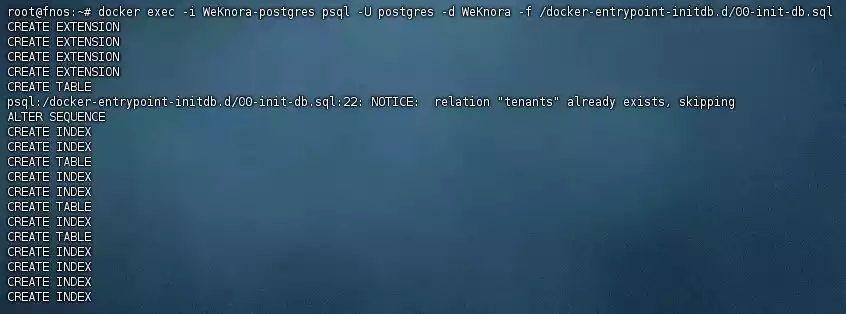 root@fnos:~# docker exec -i WeKnora-postgres psql -U postgres -d WeKnora -f /docker-entrypoint-initdb.d/00-init-db.sql
CREATE EXTENSION
CREATE EXTENSION
CREATE EXTENSION
CREATE EXTENSION
CREATE TABLE
psql:/docker-entrypoint-initdb.d/00-init-db.sql:22: NOTICE:  relation "tenants" already exists, skipping
ALTER SEQUENCE
CREATE INDEX
CREATE INDEX
CREATE TABLE
CREATE INDEX
CREATE INDEX
CREATE TABLE
CREATE INDEX
CREATE TABLE
CREATE INDEX
CREATE INDEX
CREATE INDEX
CREATE INDEX